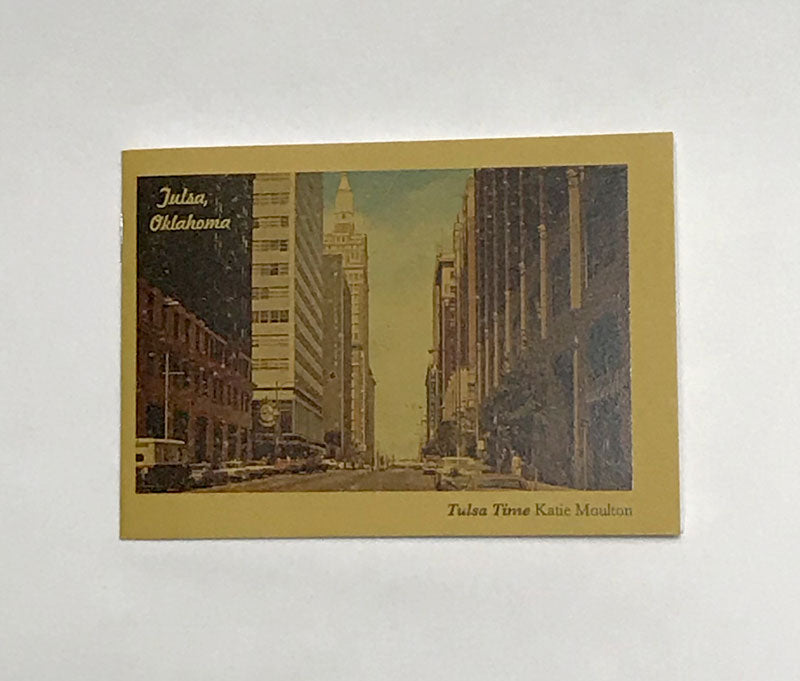 Tulsa,
Oklahoma
Tulsa Time Katie Moulton